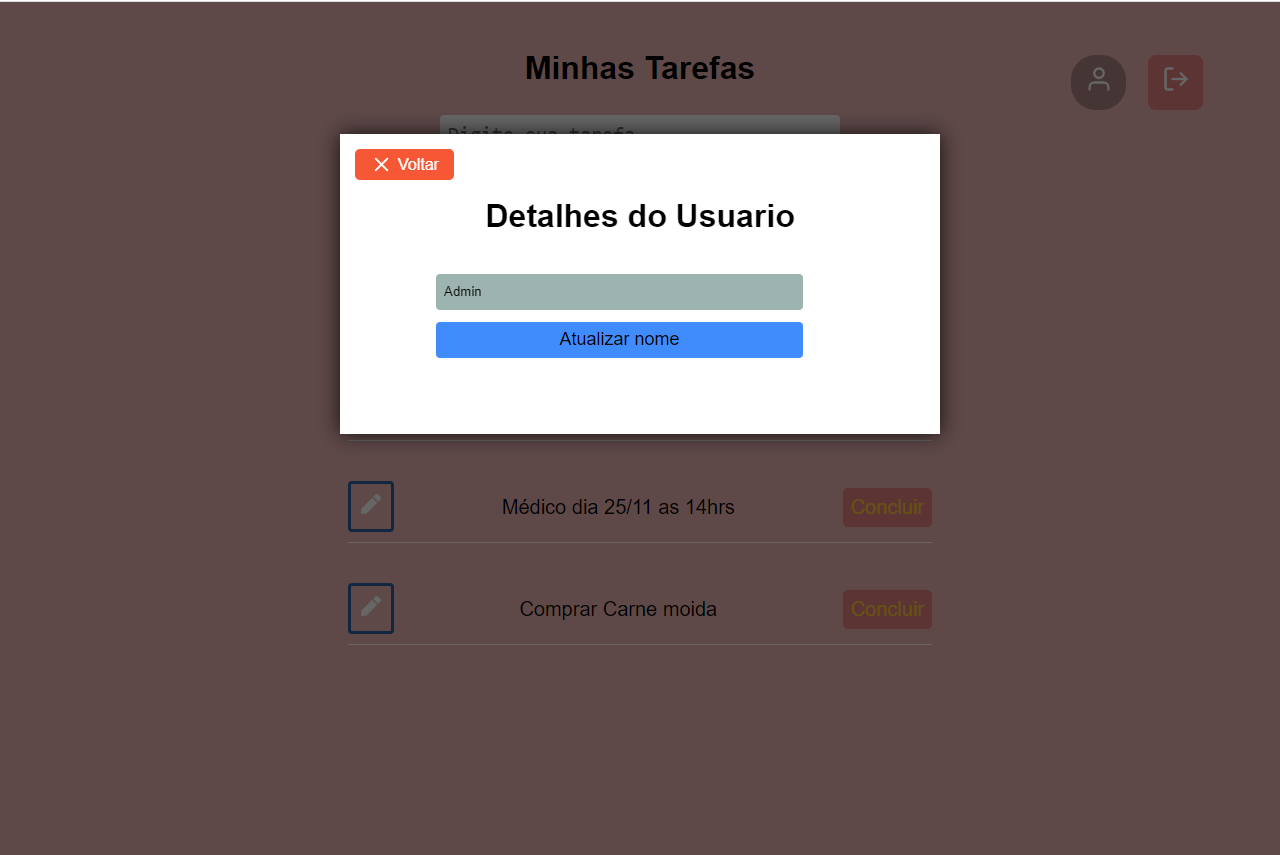 Minhas Tarefas
Digite sua tarefa
Voltar
Detalhes do Usuario
Admin
Atualizar nome
Médico dia 25/11 as 14hrs
Concluir
Comprar Carne moida
Concluir